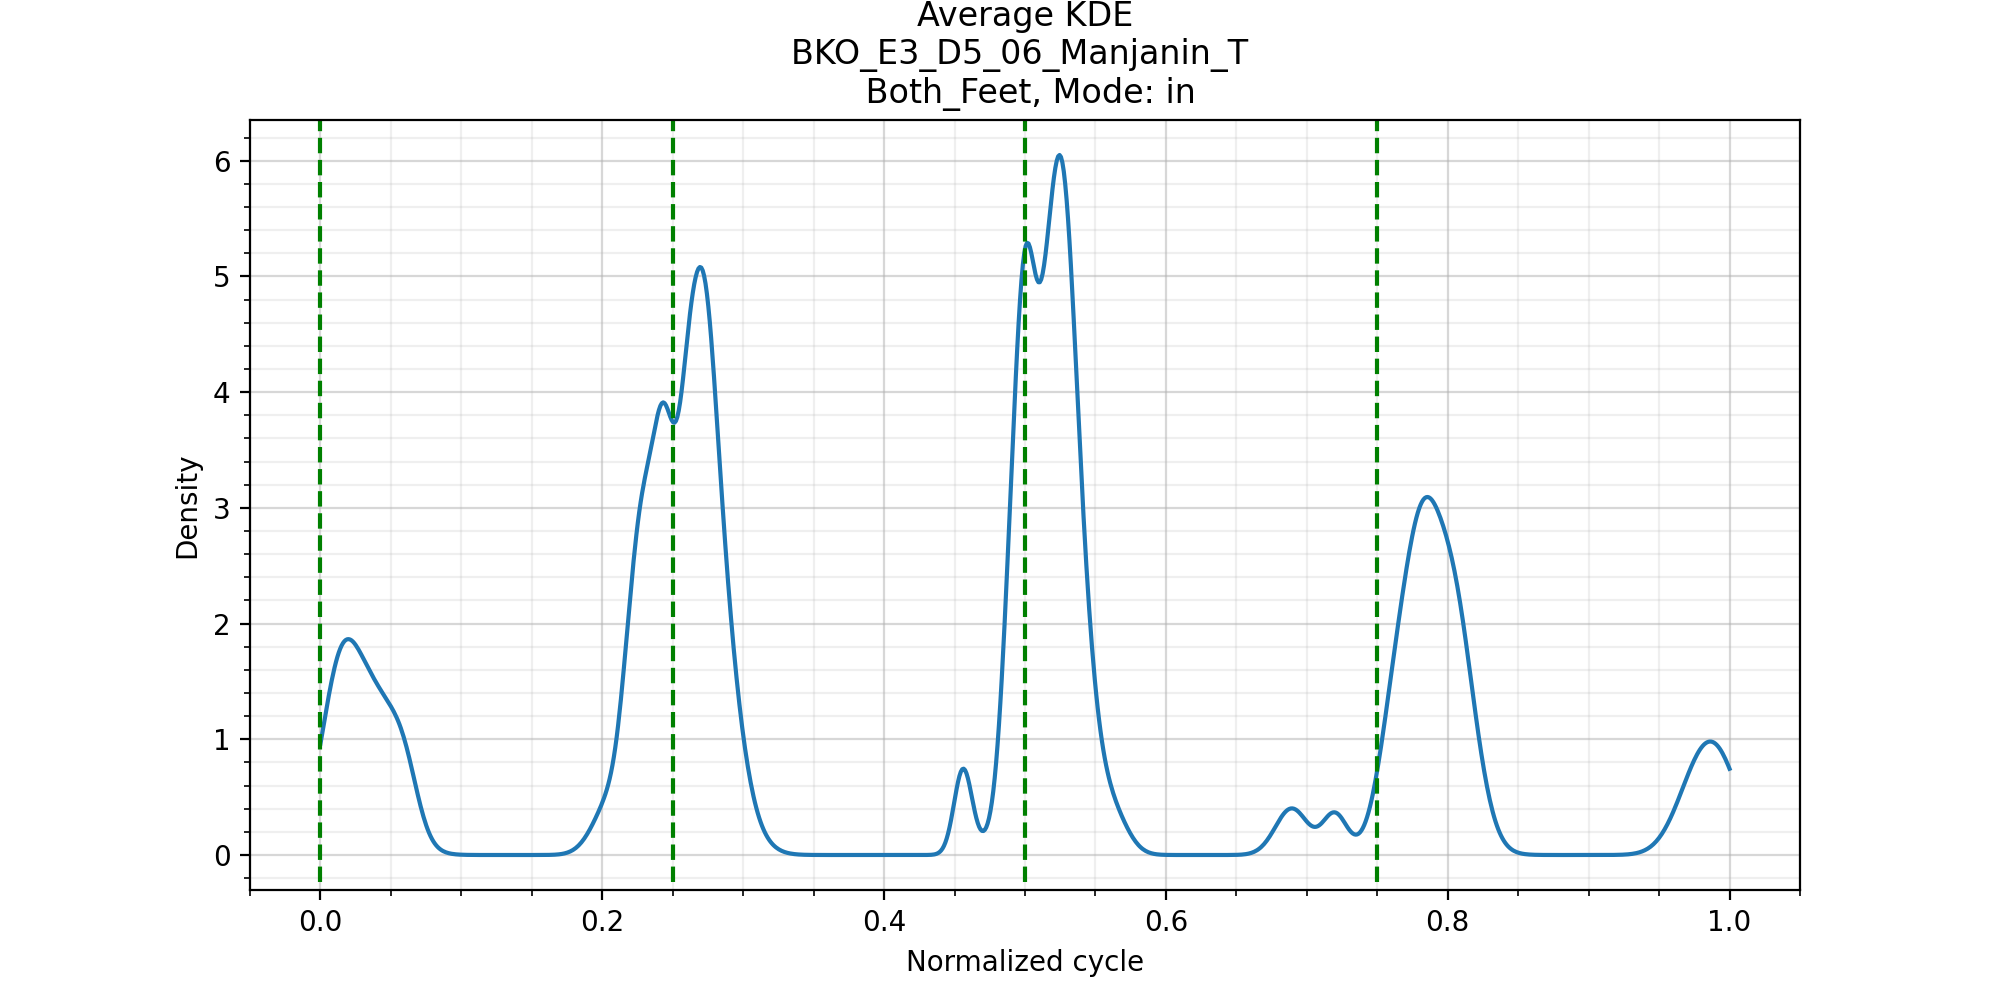 Average KDE
BKO_E3_D5_06_Manjanin_T
Both_Feet, Mode: in
6
5
4
3
2
1
0
Density
0.0 0.2 0.4 0.6 0.8 1.0
Normalized cycle